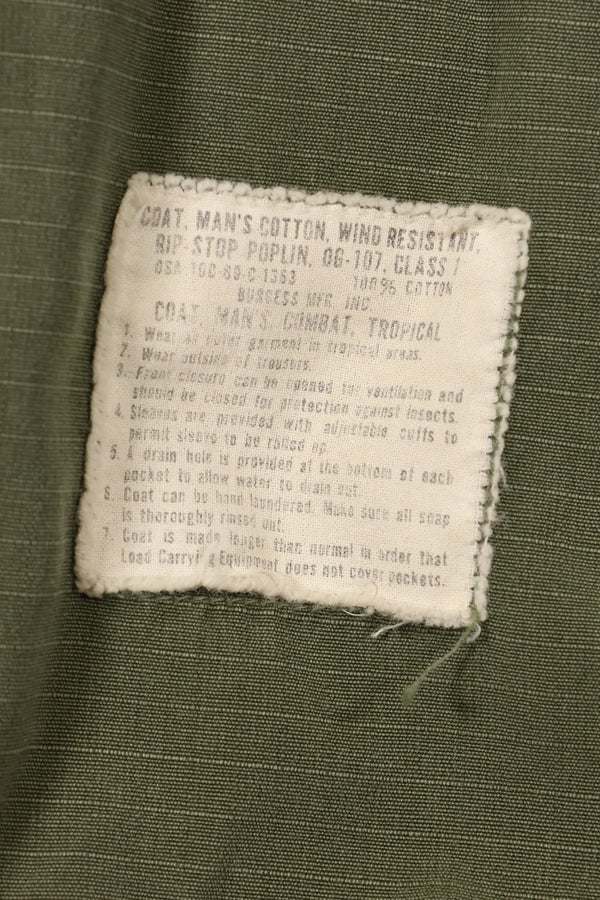 COAT, MAN'S COTTON, WIND RESISTANT,
RIP-STOP POPLIN, OG-107, CLASS I
DSA 100-69-C-1363 100% COTTON
BURGESS MFG. INC
COAT, MAN'S, COMBAT, TROPICAL
1. Wear as outer garment in tropical areas.
2. Wear outside of trousers.
3. Front closure can be opened for ventilation and
should be closed for protection against insects.
4. Sleeves are provided with adjustable cuffs to
permit sleeve to be rolled up.
5. A drain hole is provided at the bottom of each
pocket to allow water to drain out.
6. Coat can be hand laundered. Make sure all soap
is thoroughly rinsed out.
7. Coat is made longer than normal in order that
Load Carrying Equipment does not cover pockets.